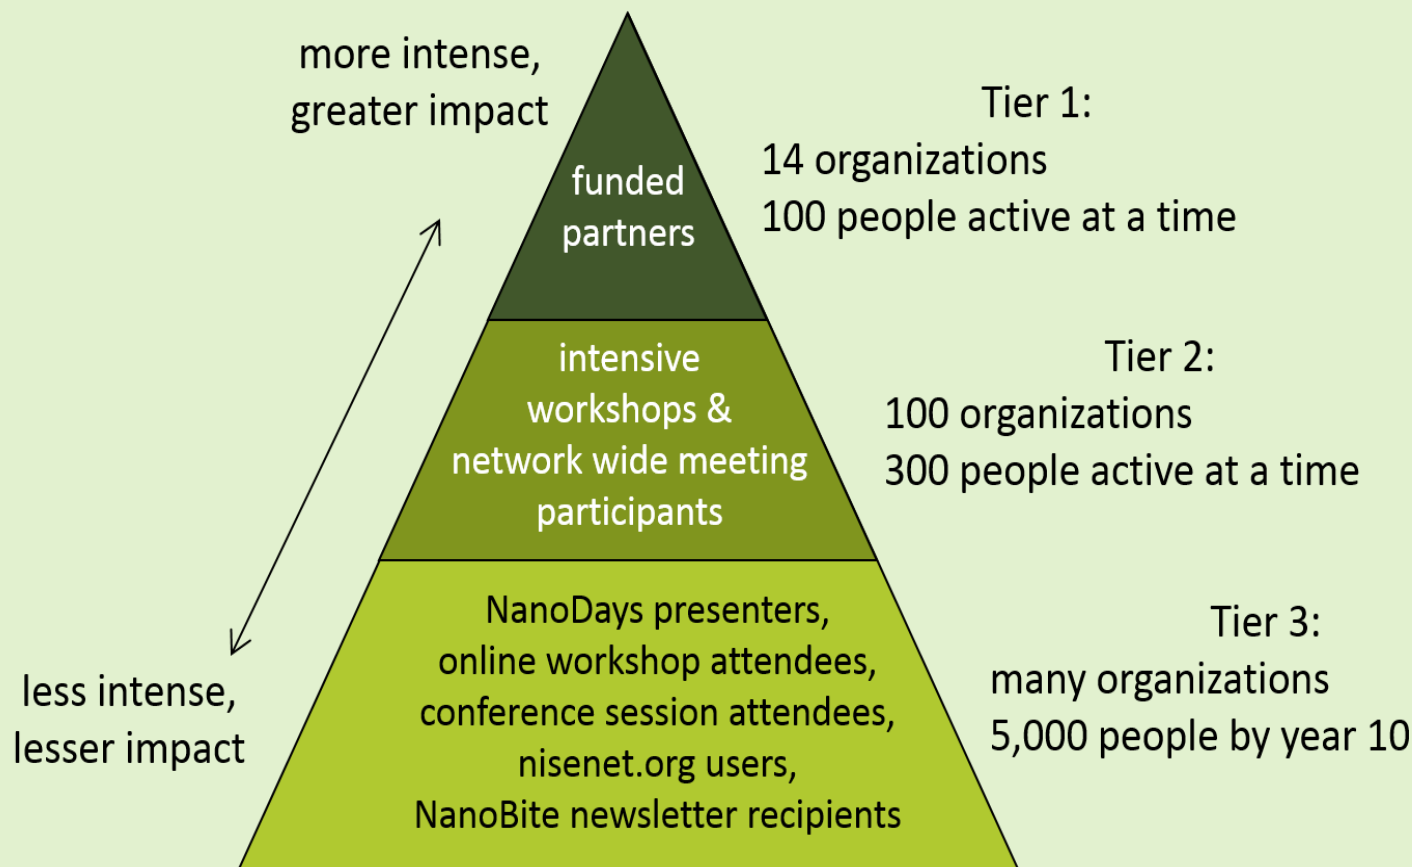 more intense,
greater impact
Tier 1:
14 organizations
100 people active at a time
funded
partners
Tier 2:
100 organizations
300 people active at a time
intensive
workshops &
network wide meeting
participants
Tier 3:
many organizations
5,000 people by year 10
NanoDays presenters,
online workshop attendees,
conference session attendees,
nisenet.org users,
NanoBite newsletter recipients
less intense,
lesser impact